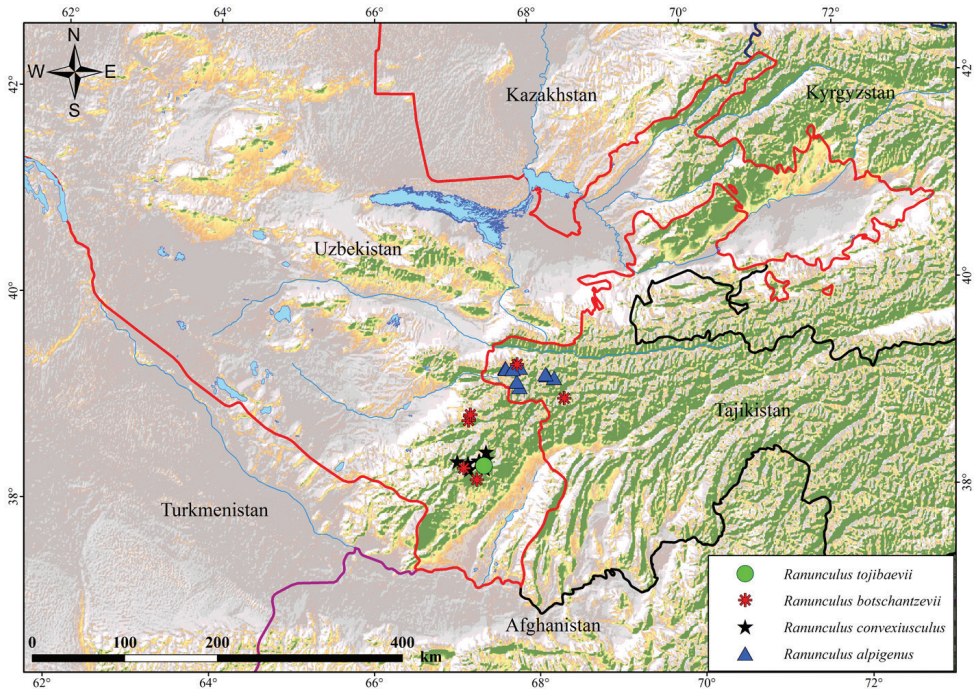 62° 64° 66° 68° 70° 72°
N
W E
S
42° 42°
Kazakhstan
Kyrgyzstan
Uzbekistan
40° 40°
Tajikistan
38° 38°
Turkmenistan
Afghanistan
Ranunculus tojibaevii
Ranunculus botschantzevii
Ranunculus convexiusculus
Ranunculus alpigenus
0 100 200 400
km
62° 64° 66° 68° 70° 72°